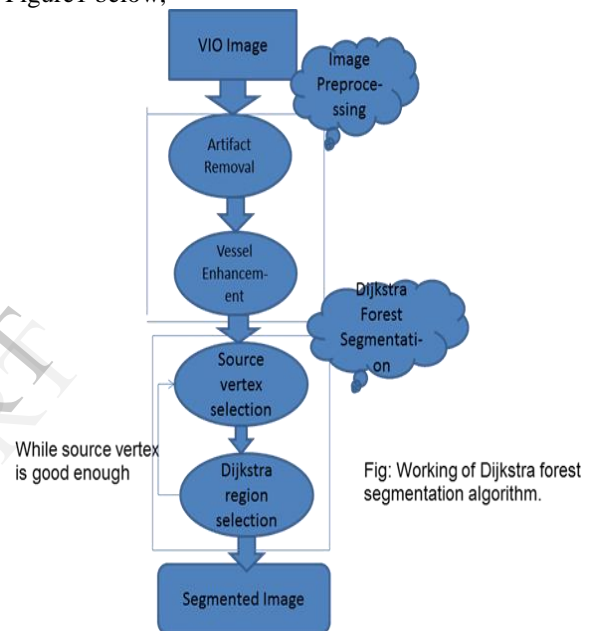 Figure1 below,
VIO Image
Image
Preproce-
ssing
Artifact
Removal
Vessel
Enhancem-
ent
Dijkstra
Forest
Segmentati-
on
Source
vertex
selection
While source vertex
is good enough
Dijkstra
region
selection
Fig: Working of Dijkstra forest
segmentation algorithm.
Segmented Image
RT